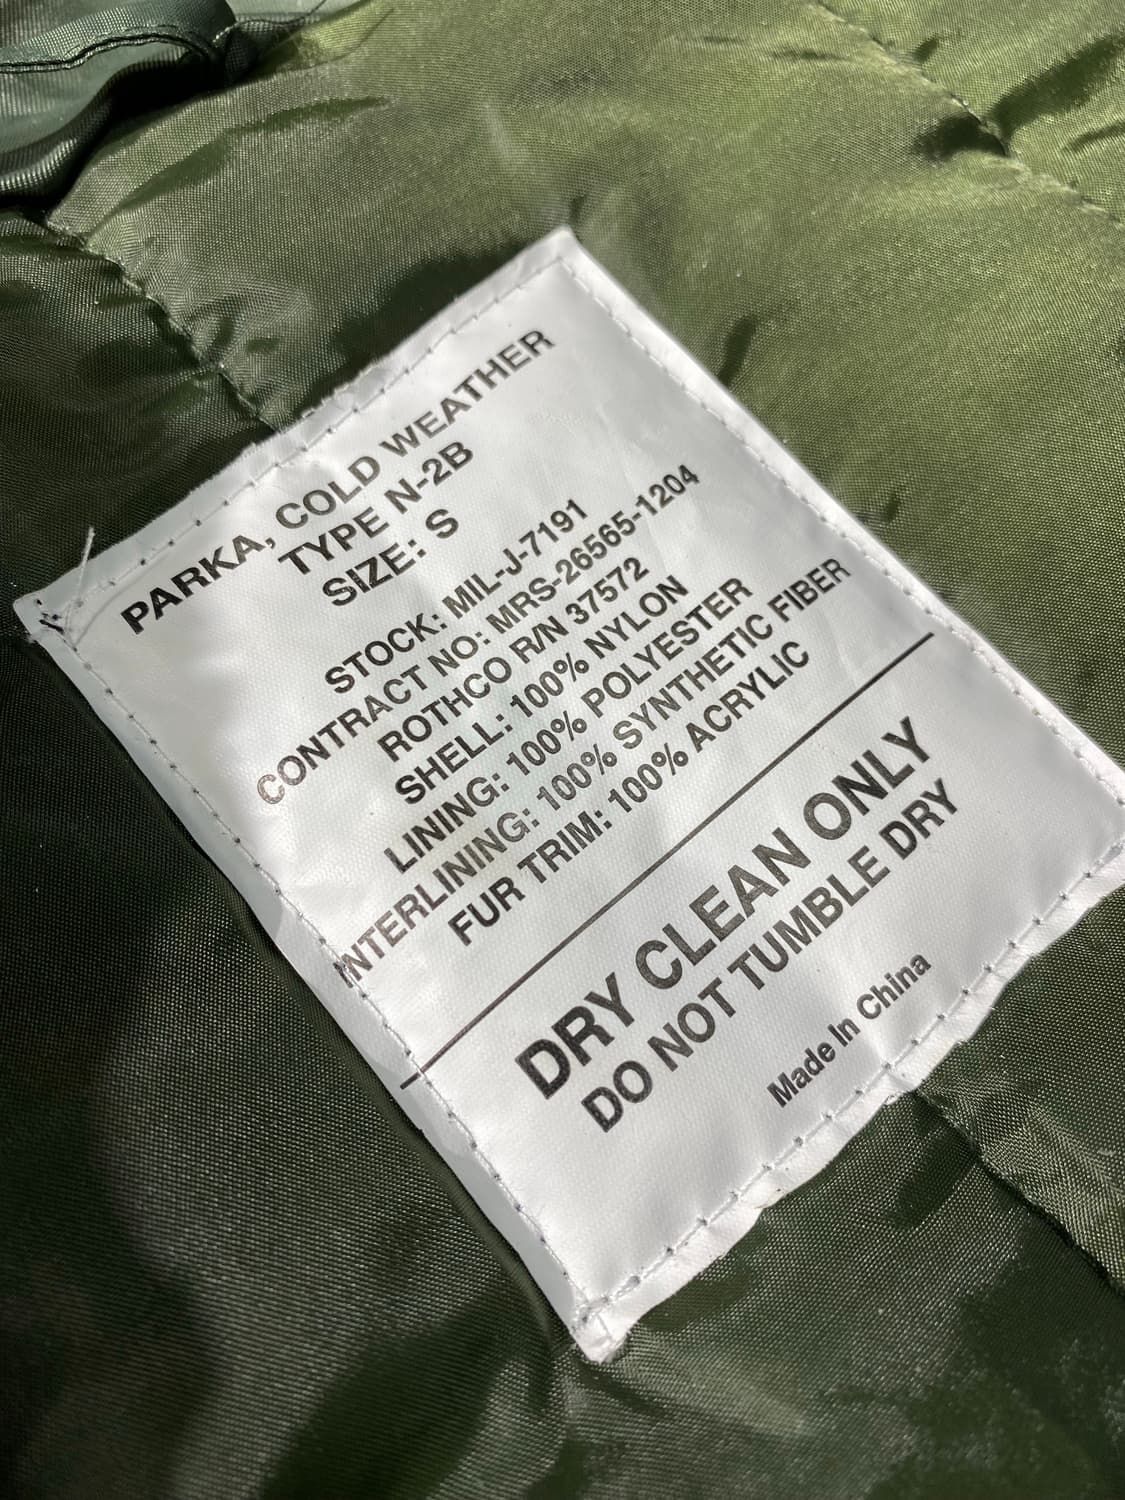 PARKA, COLD WEATHER
TYPE N-2B
SIZE: S
STOCK: MIL-J-7191
CONTRACT NO: MRS-26565-1204
ROTHCO R/N 37572
SHELL: 100% NYLON
LINING: 100% POLYESTER
INTERLINING: 100% SYNTHETIC FIBER
FUR TRIM: 100% ACRYLIC
DRY CLEAN ONLY
DO NOT TUMBLE DRY
Made In China